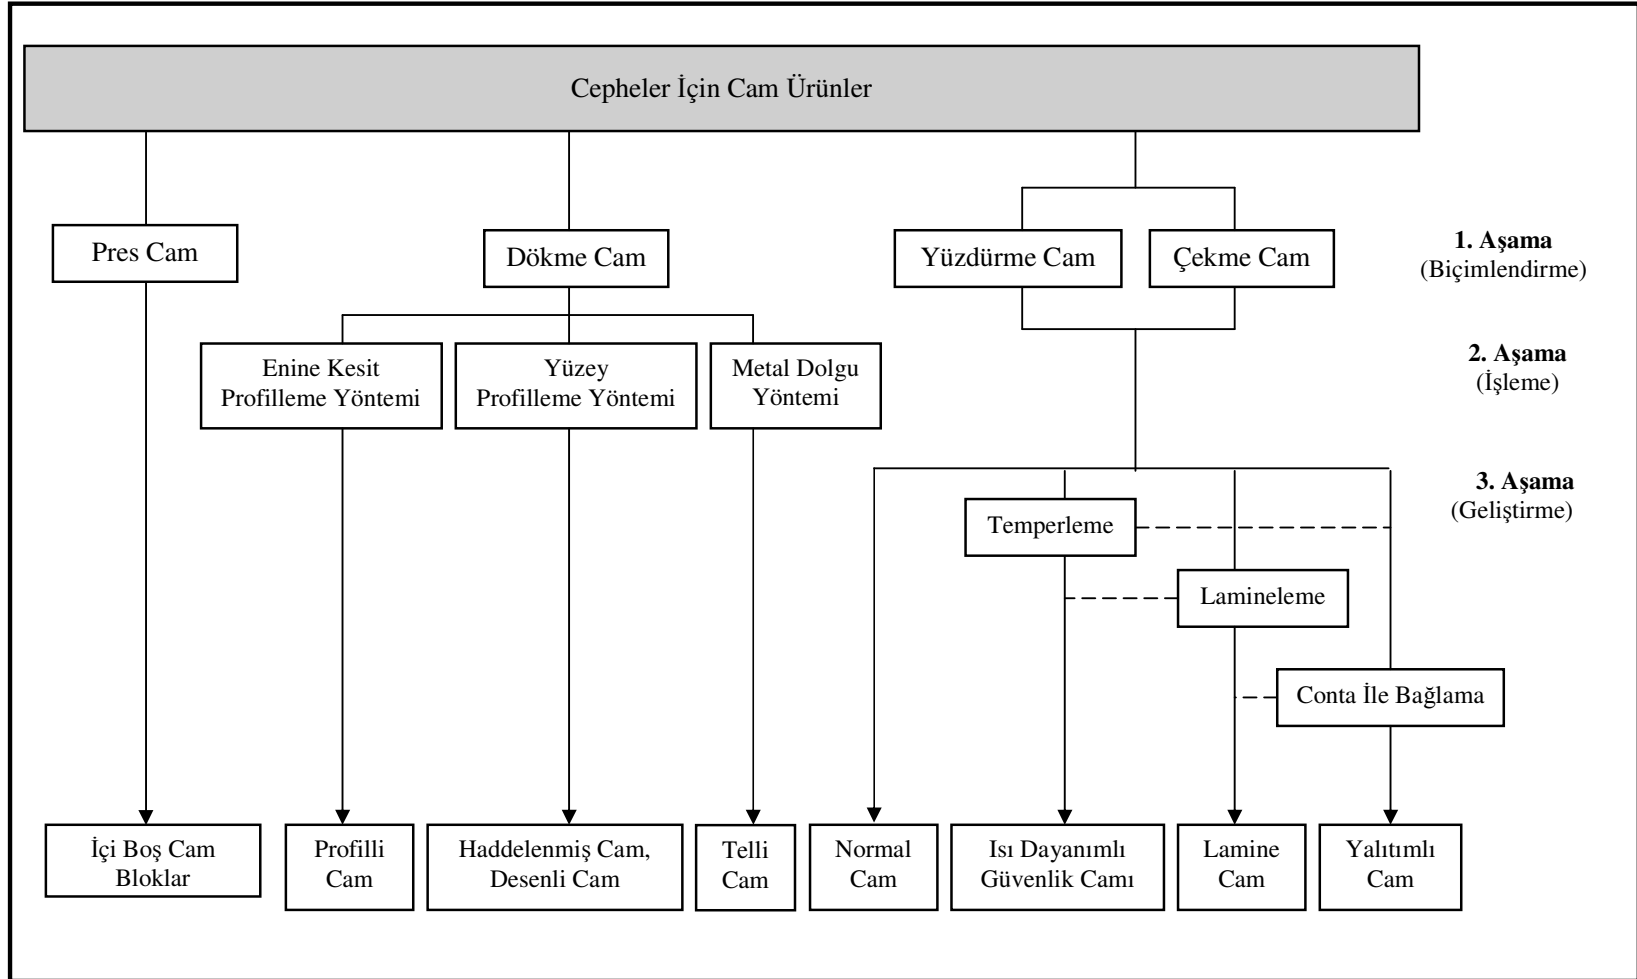 Cepheler İçin Cam Ürünler
Pres Cam
Dökme Cam
Yüzdürme Cam
Çekme Cam
1. Aşama
(Biçimlendirme)
Enine Kesit
Profilleme Yöntemi
Yüzey
Profilleme Yöntemi
Metal Dolgu
Yöntemi
2. Aşama
(İşleme)
3. Aşama
(Geliştirme)
Temperleme
Lamineleme
Conta İle Bağlama
İçi Boş Cam
Bloklar
Profilli
Cam
Haddelenmiş Cam,
Desenli Cam
Telli
Cam
Normal
Cam
Isı Dayanımlı
Güvenlik Camı
Lamine
Cam
Yalıtımlı
Cam